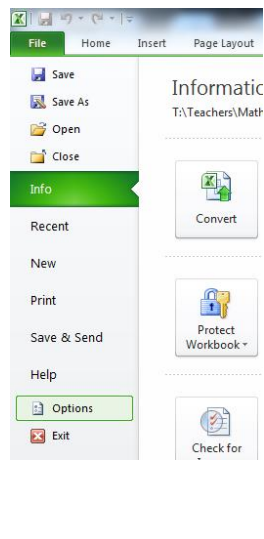 File Home Insert Page Layout
Save
Save As
Open
Close
Info
Recent
New
Print
Save & Send
Help
Options
Exit
Informatio
T:\Teachers\Math
Convert
Protect
Workbook
Check for